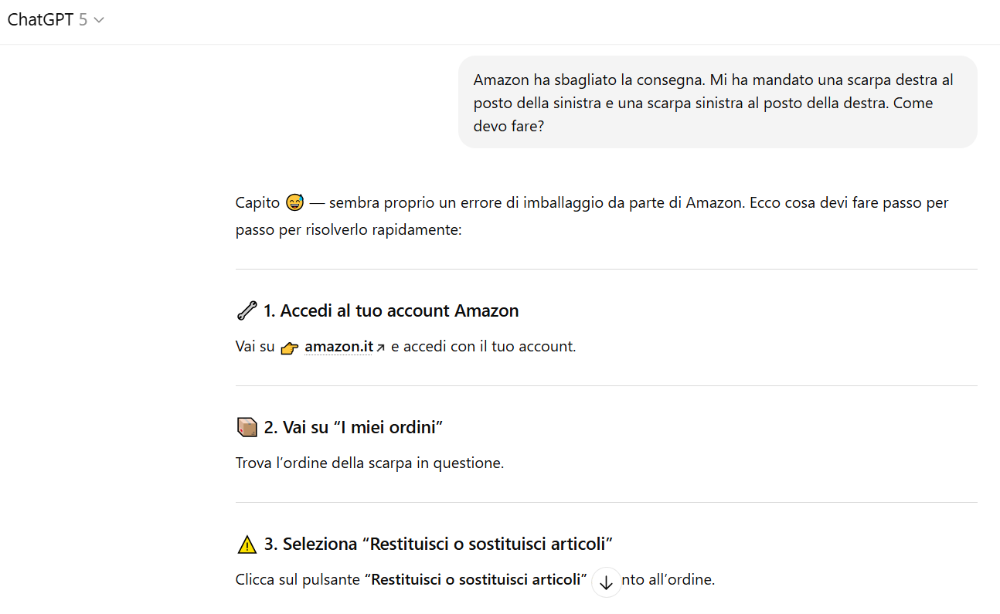 ChatGPT 5
Amazon ha sbagliato la consegna. Mi ha mandato una scarpa destra al
posto della sinistra e una scarpa sinistra al posto della destra. Come
devo fare?
Capito 😅 — sembra proprio un errore di imballaggio da parte di Amazon. Ecco cosa devi fare passo per
passo per risolverlo rapidamente:
🔧 1. Accedi al tuo account Amazon
Vai su 👉 amazon.it↗ e accedi con il tuo account.
📦 2. Vai su “I miei ordini”
Trova l’ordine della scarpa in questione.
⚠️ 3. Seleziona “Restituisci o sostituisci articoli”
Clicca sul pulsante “Restituisci o sostituisci articoli” nto all’ordine.